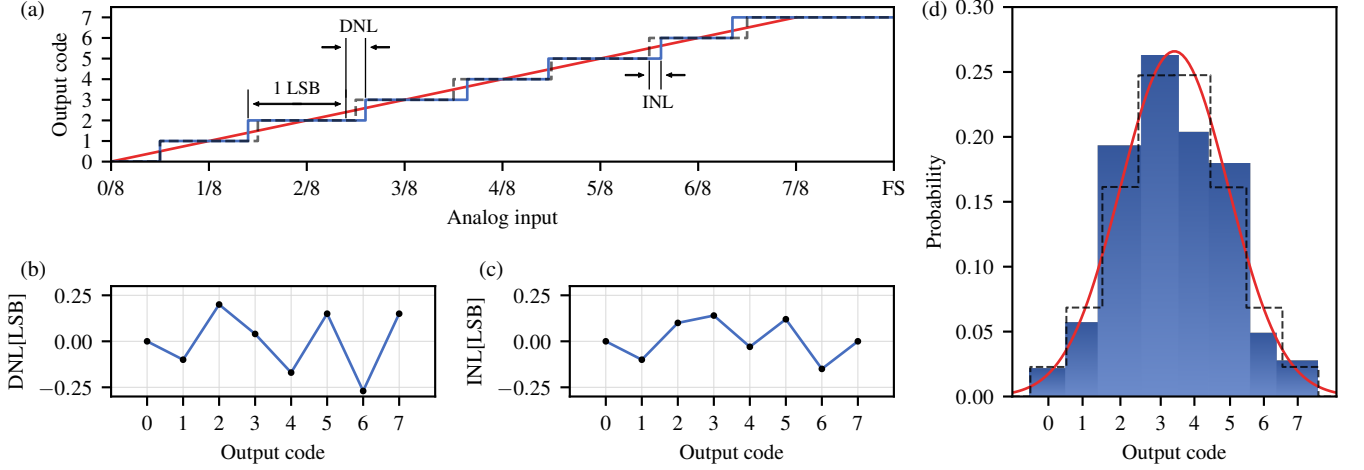 (a)
Output code
7
6
5
4
3
2
1
0
DNL
1 LSB
INL
0/8 1/8 2/8 3/8 4/8 5/8 6/8 7/8 FS
Analog input
(b)
DNL[LSB]
0.25
0.00
−0.25
0 1 2 3 4 5 6 7
Output code
(c)
INL[LSB]
0.25
0.00
−0.25
0 1 2 3 4 5 6 7
Output code
(d)
Probability
0.30
0.25
0.20
0.15
0.10
0.05
0.00
0 1 2 3 4 5 6 7
Output code